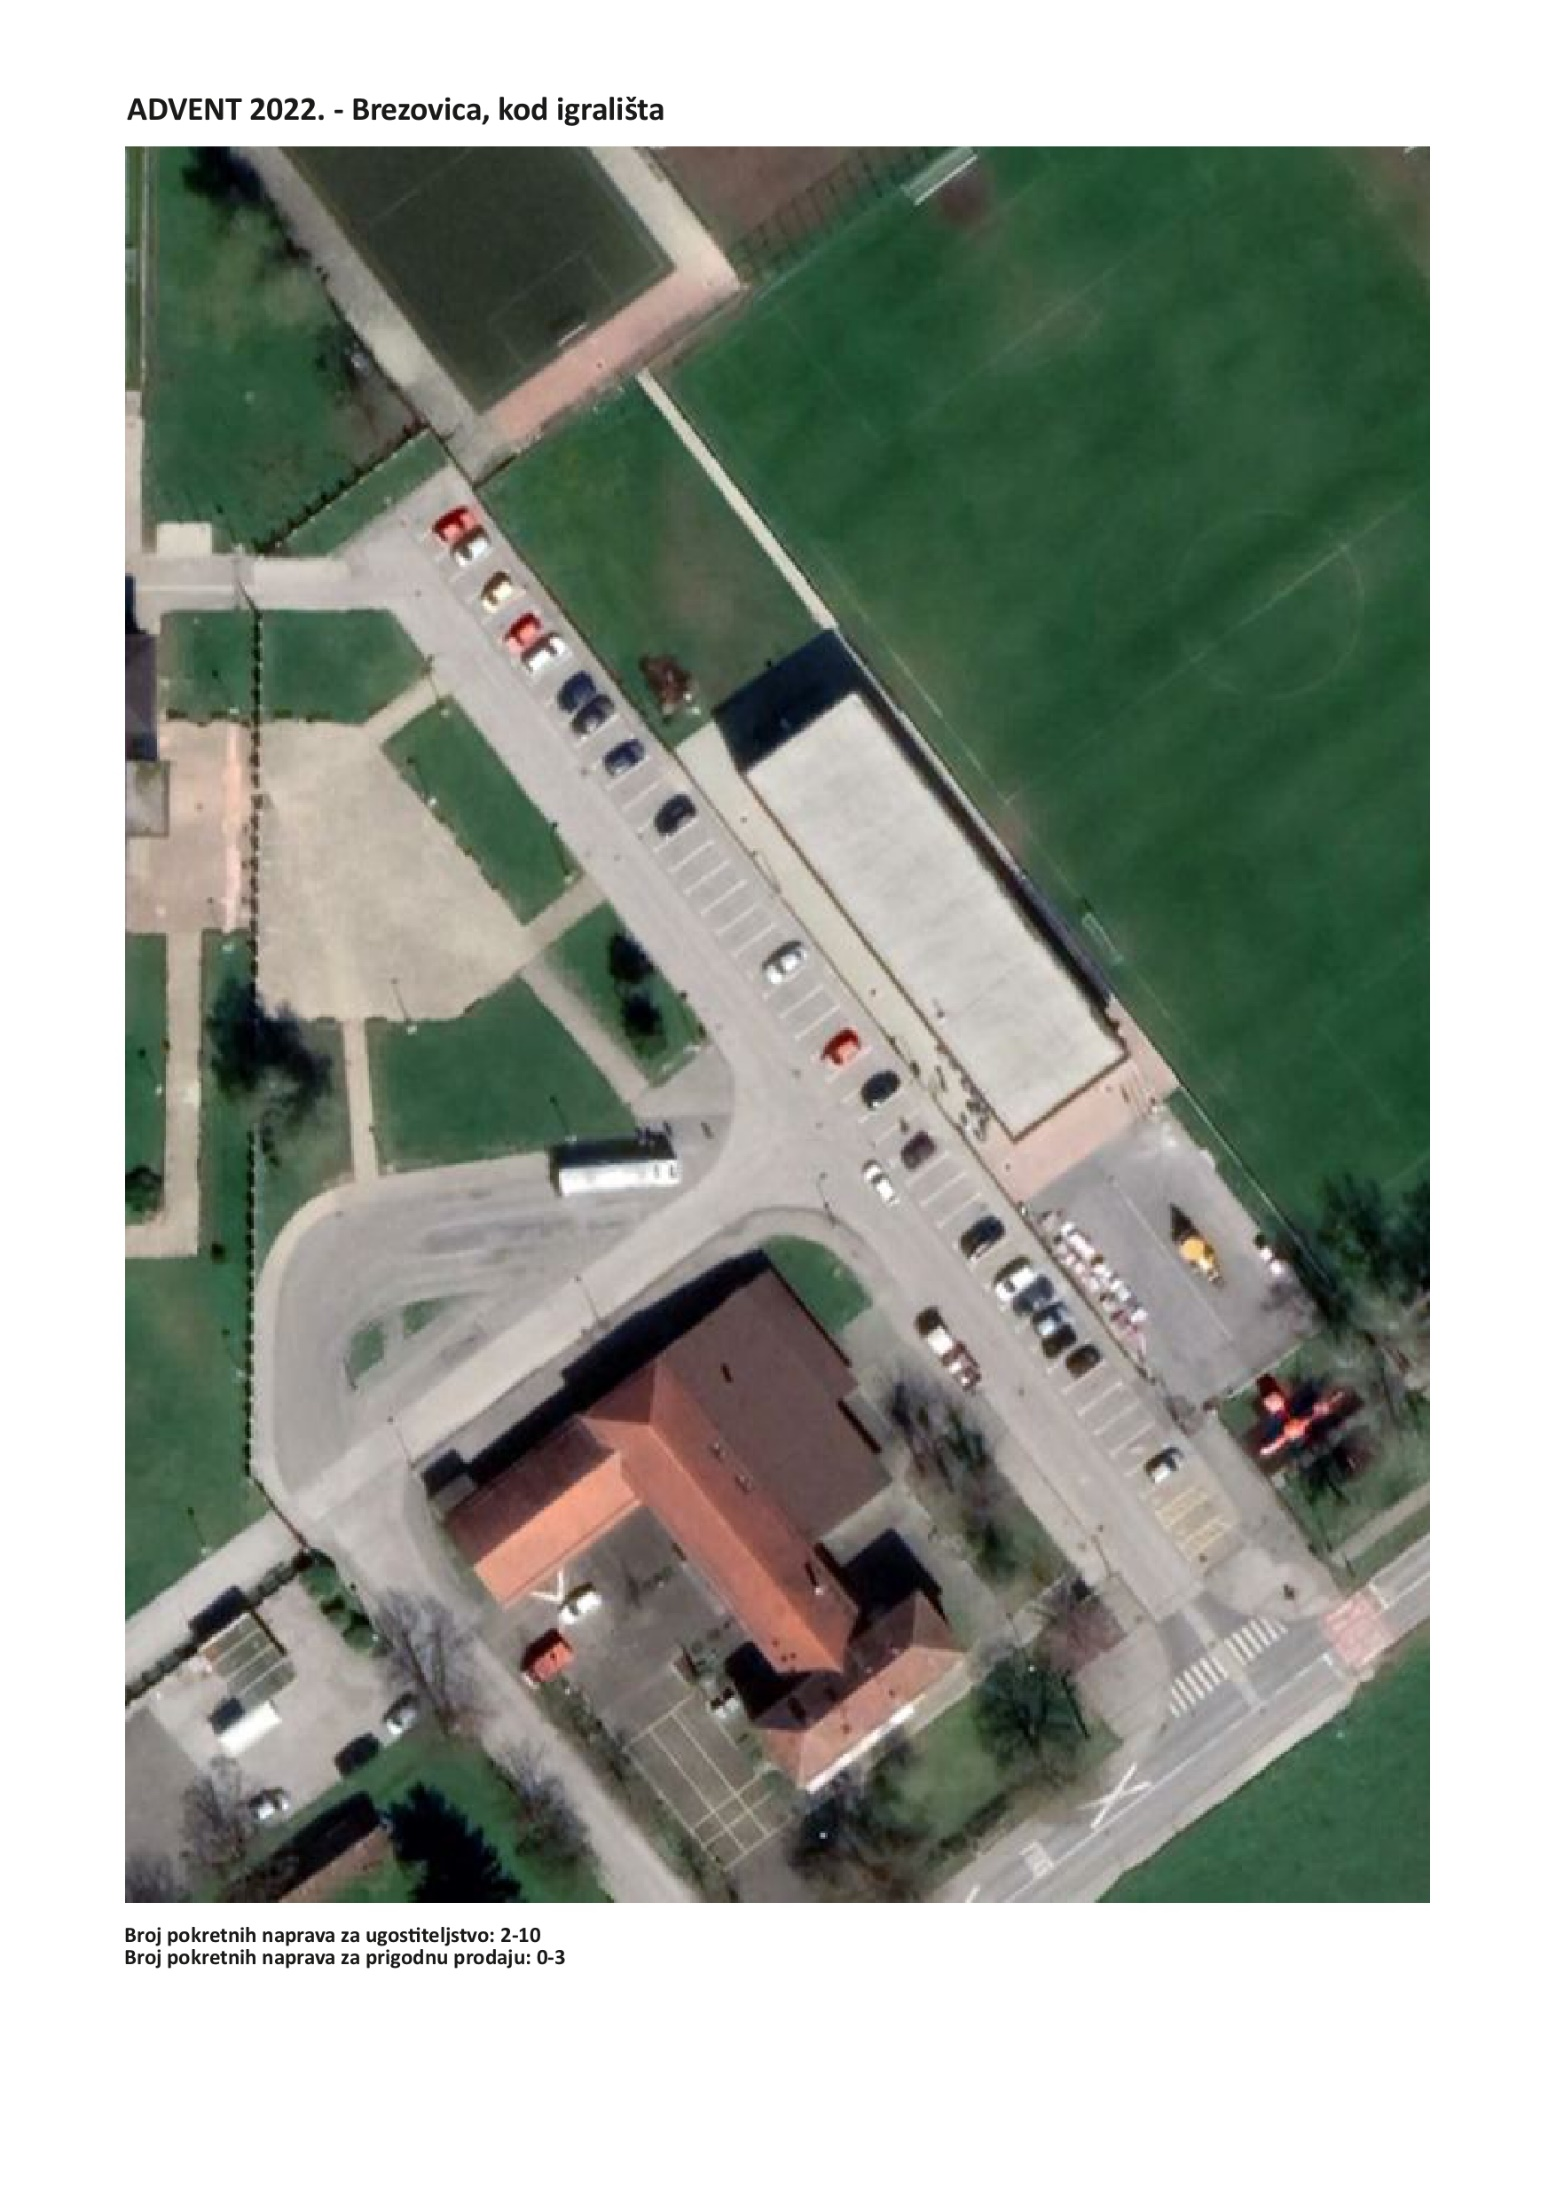 ADVENT 2022. - Brezovica, kod igrališta
Broj pokretnih naprava za ugostiteljstvo: 2-10
Broj pokretnih naprava za prigodnu prodaju: 0-3